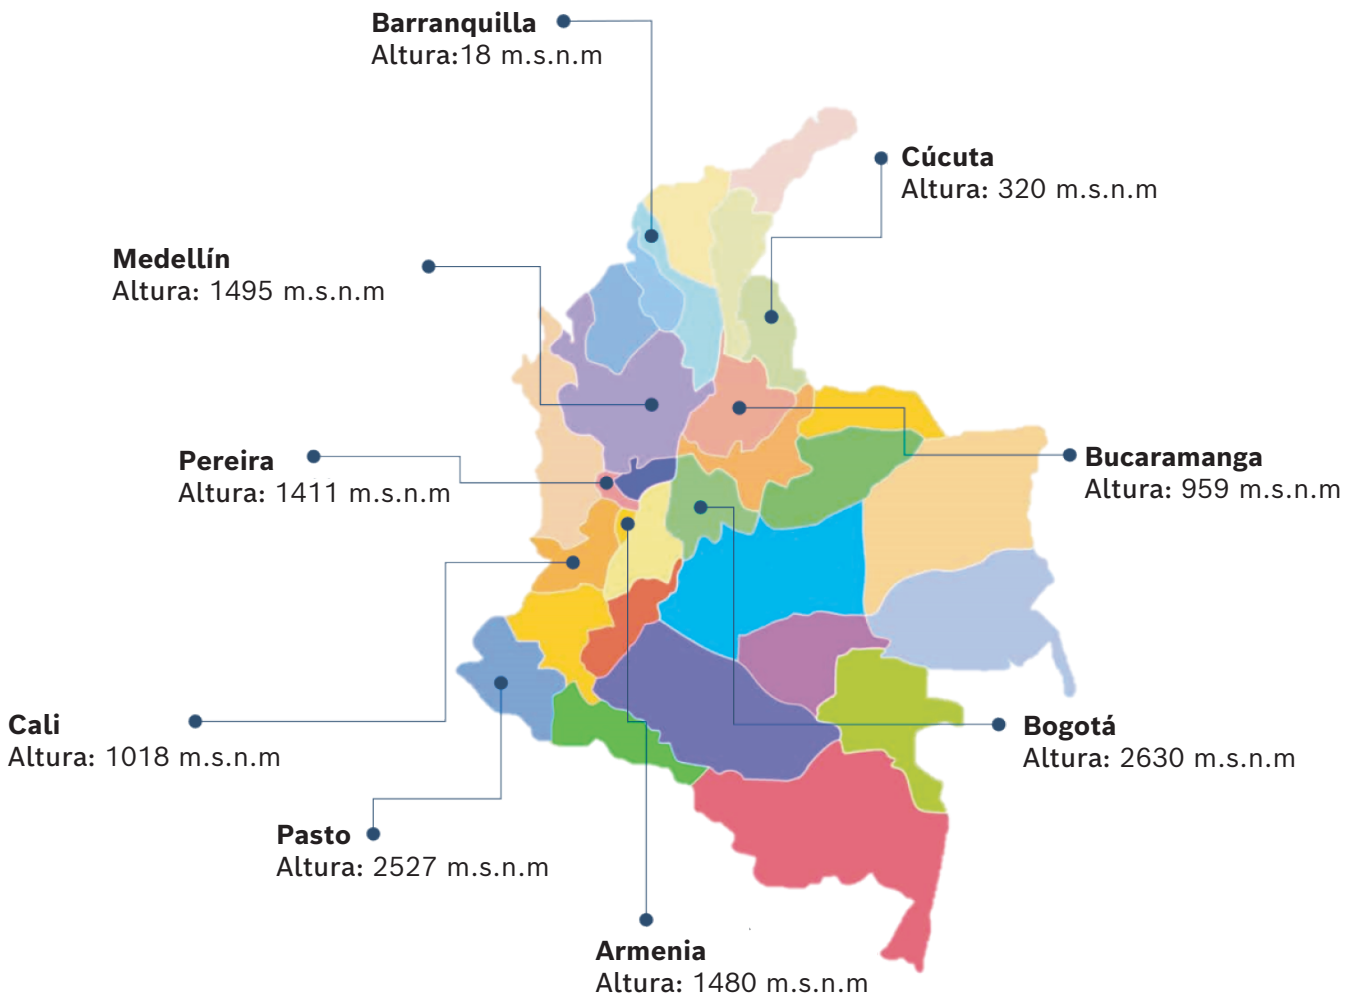 Barranquilla
Altura:18 m.s.n.m
Cúcuta
Altura: 320 m.s.n.m
Medellín
Altura: 1495 m.s.n.m
Pereira
Altura: 1411 m.s.n.m
Bucaramanga
Altura: 959 m.s.n.m
Cali
Altura: 1018 m.s.n.m
Bogotá
Altura: 2630 m.s.n.m
Pasto
Altura: 2527 m.s.n.m
Armenia
Altura: 1480 m.s.n.m